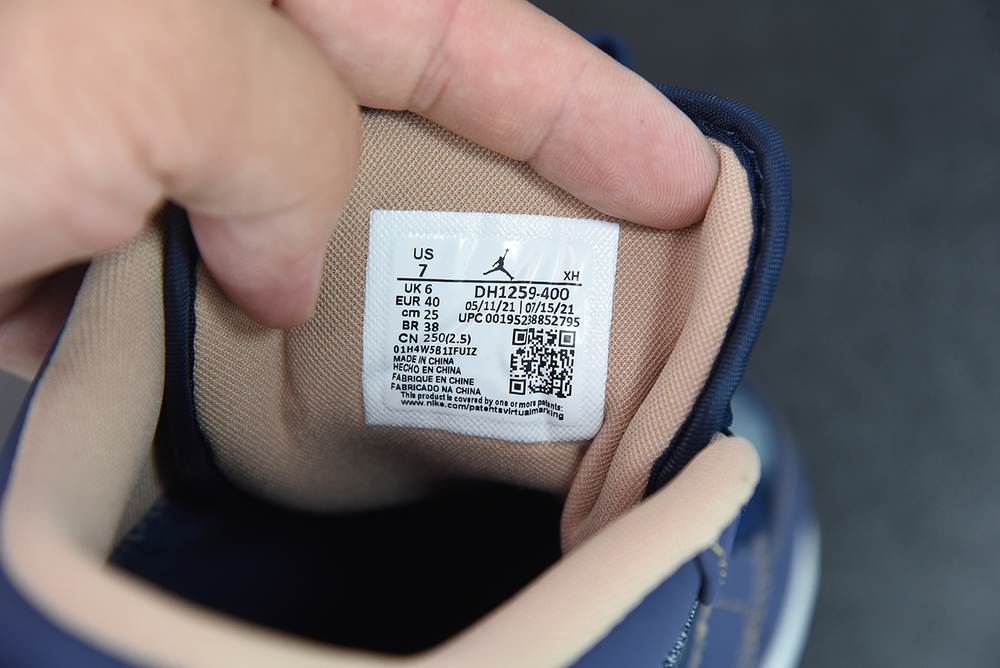 US
7
XH
UK 6
EUR 40
cm 25
BR 38
CN 250(2.5)
DH1259-400
05/11/21 | 07/15/21
UPC 00195238852795
01H4W5B1IFUIZ
MADE IN CHINA
HECHO EN CHINA
FABRIQUE EN CHINE
FABRICADO NA CHINA
This product is covered by one or more patents:
www.nike.com/patentsvirtualmarking